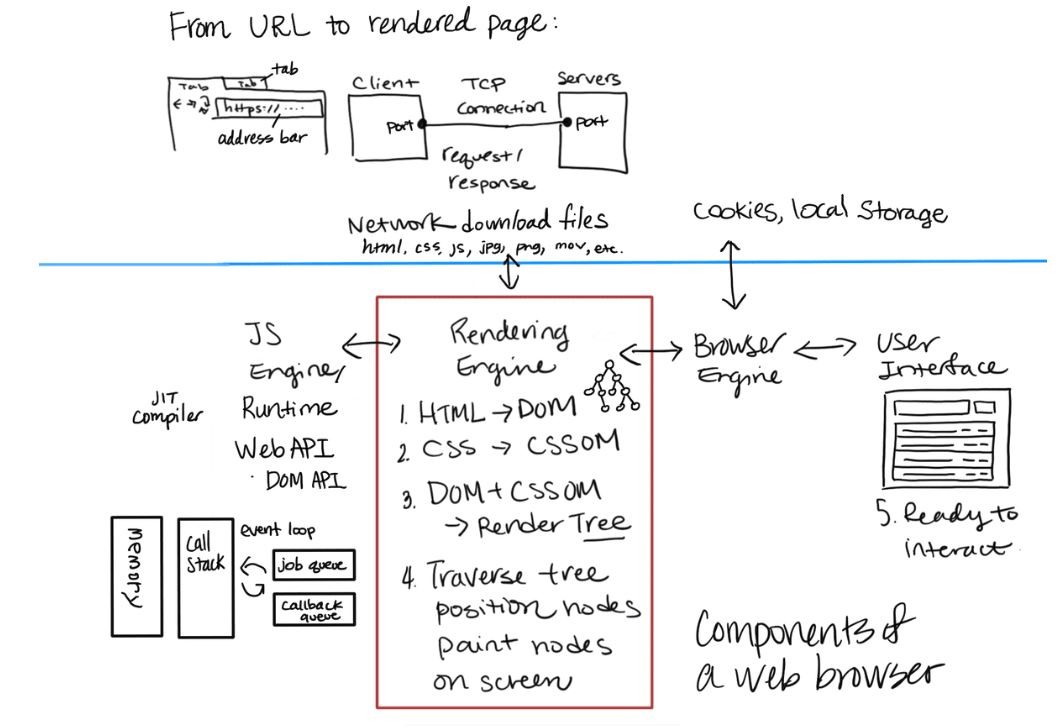 From URL to rendered page:
Tab
Tab
tab
https://....
address bar
Client
port
TCP
Connection
request/
response
Servers
port
Network download files
html, css, js, jpg, png, mov, etc.
Cookies, local Storage
JS
Engine/
Runtime
Web API
· DOM API
JIT
Compiler
Memory
Call
Stack
event loop
job queue
Callback
queue
Rendering
Engine
1. HTML → DOM
2. CSS → CSSOM
3. DOM + CSSOM
→ Render Tree
4. Traverse tree
position nodes
paint nodes
on screen
Browser
Engine
User
Interface
5. Ready to
interact
Components of
a web browser